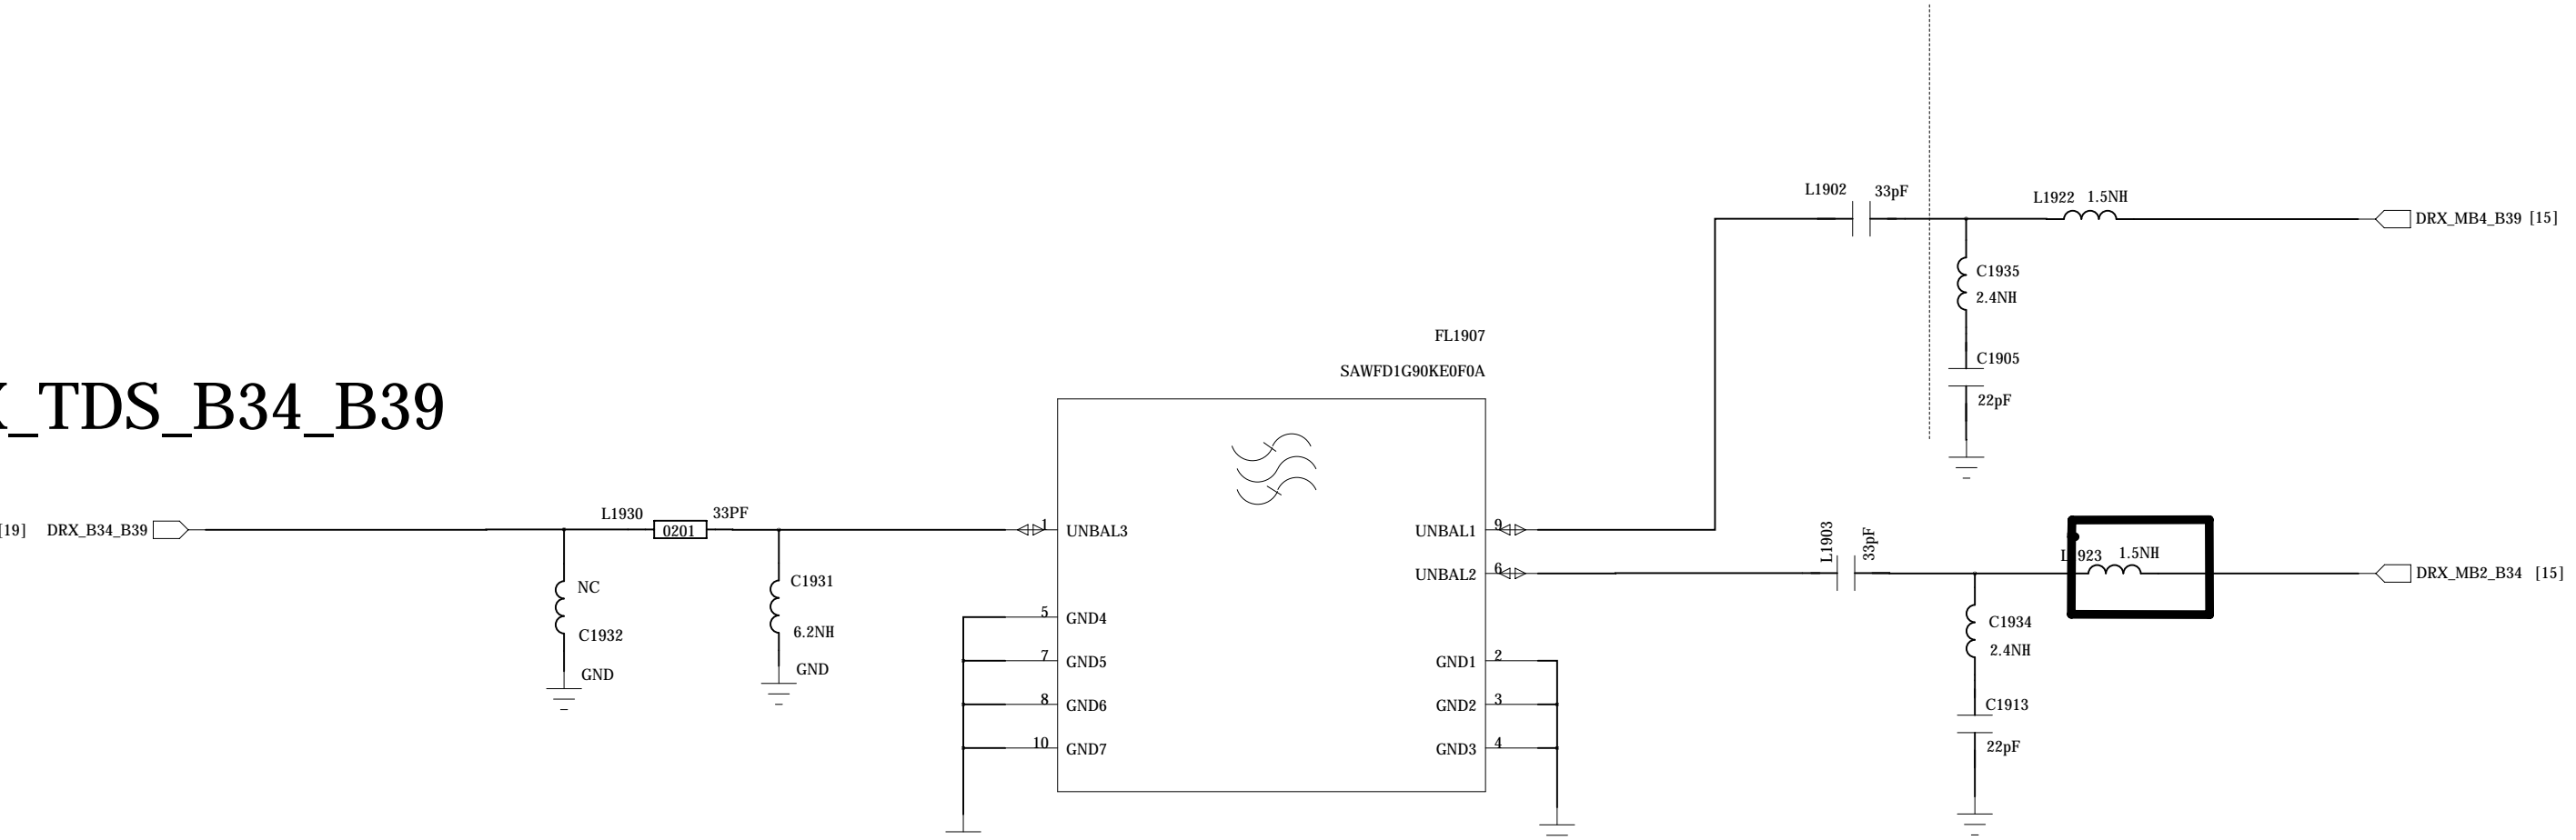 L1902 33pF
L1922 1.5NH
DRX_MB4_B39 [15]
C1935
2.4NH
C1905
22pF
FL1907
SAWFD1G90KE0F0A
X_TDS_B34_B39
[19] DRX_B34_B39
L1930 0201 33PF
1 UNBAL3
UNBAL1 9
UNBAL2 6
L1903
33pF
1.5NH
DRX_MB2_B34 [15]
NC
C1932
GND
C1931
6.2NH
GND
5 GND4
7 GND5
8 GND6
10 GND7
GND1 2
GND2 3
GND3 4
C1934
2.4NH
C1913
22pF